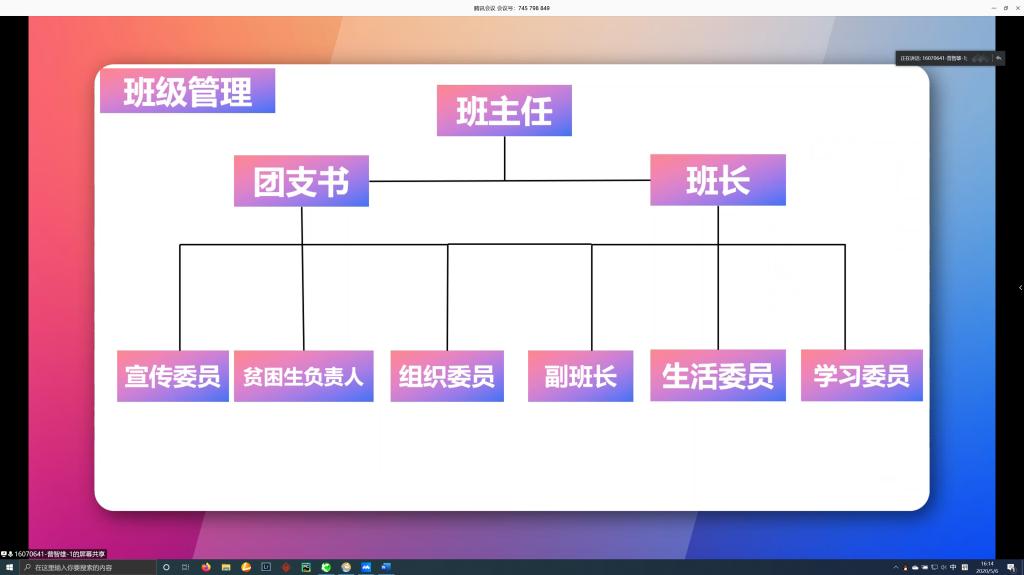 腾讯会议 会议号：745 798 849
正在讲话: 16070641-曾智雄-1;
班级管理
班主任
团支书
班长
宣传委员
贫困生负责人
组织委员
副班长
生活委员
学习委员
16070641-曾智雄-1的屏幕共享
在这里输入你要搜索的内容
中
16:14
2020/5/6